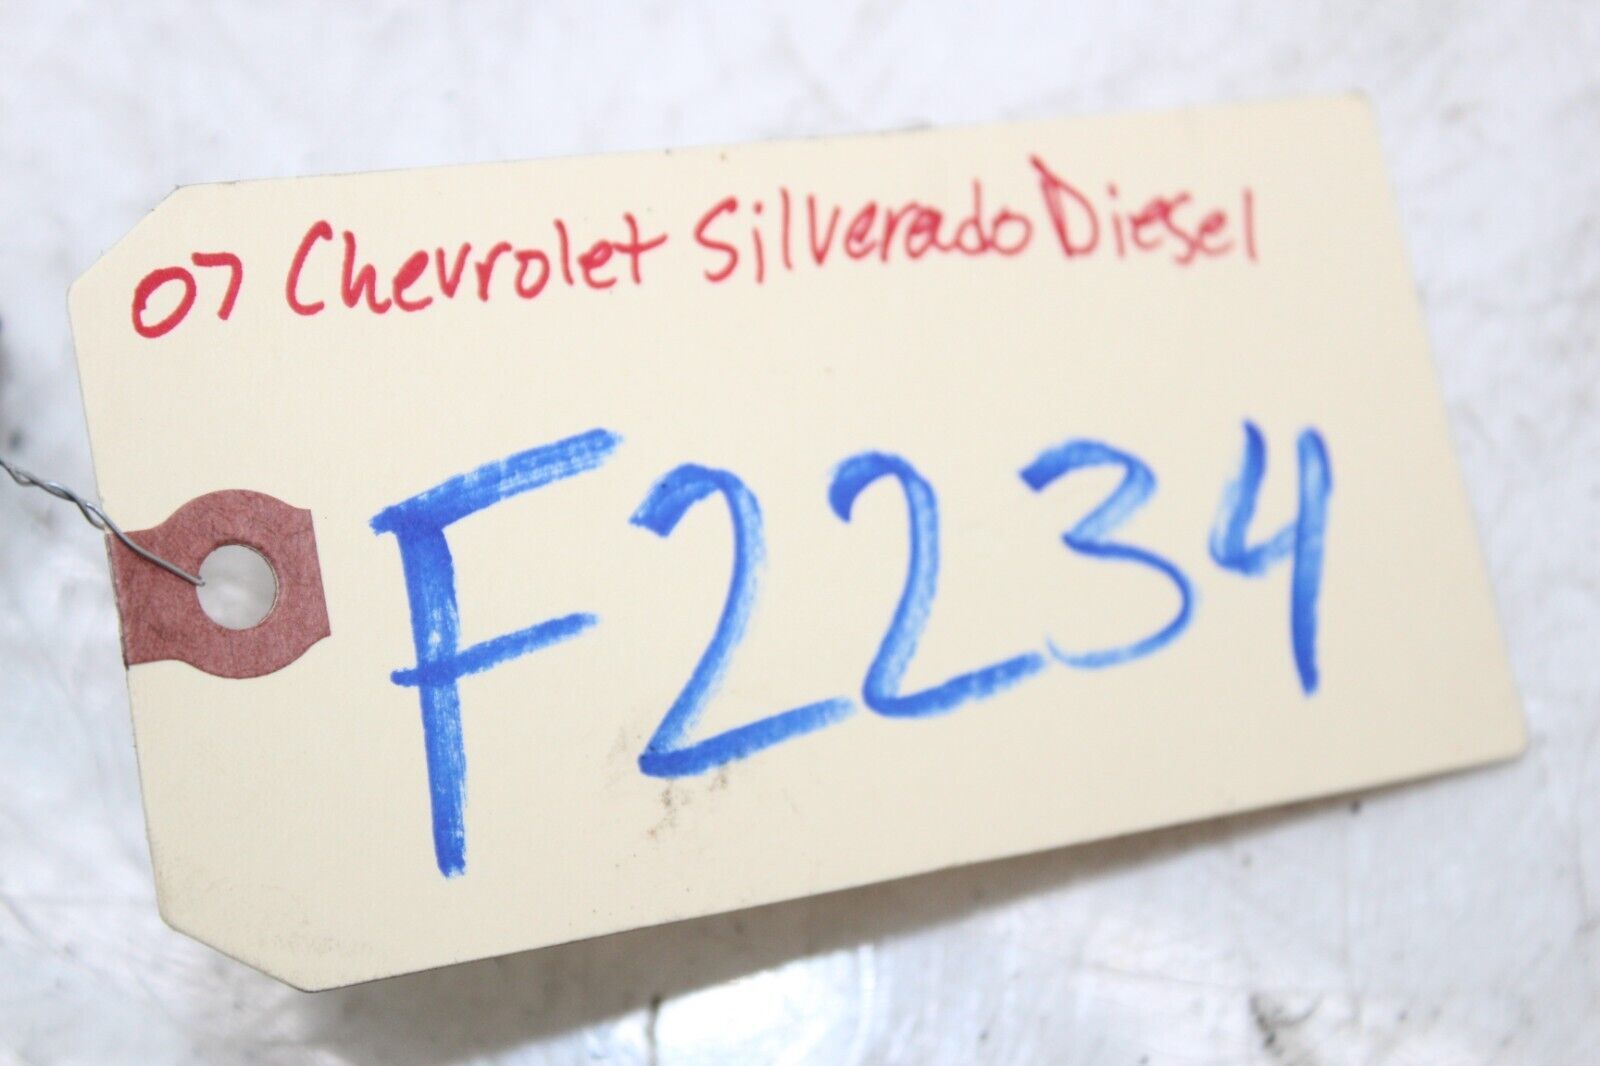 07 Chevrolet Silverado Diesel
F2234